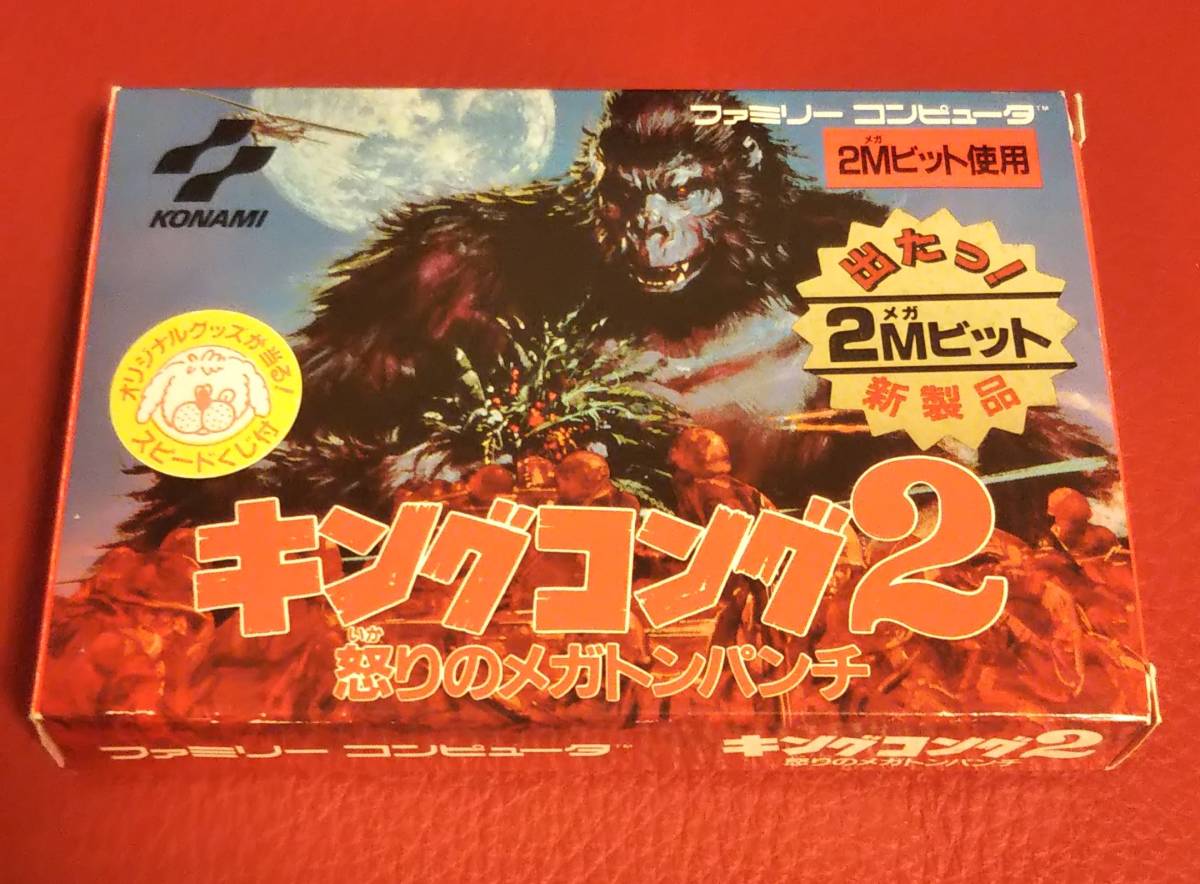 ファミリー コンピュータ™
メガ
2Mビット使用
KONAMI
出たっ!
メガ
2Mビット
新製品
オリジナルグッズが当る!
スピードくじ付
キングコング2
いか
怒りのメガトンパンチ
ファミリー コンピュータ™
キングコング2
怒りのメガトンパンチ